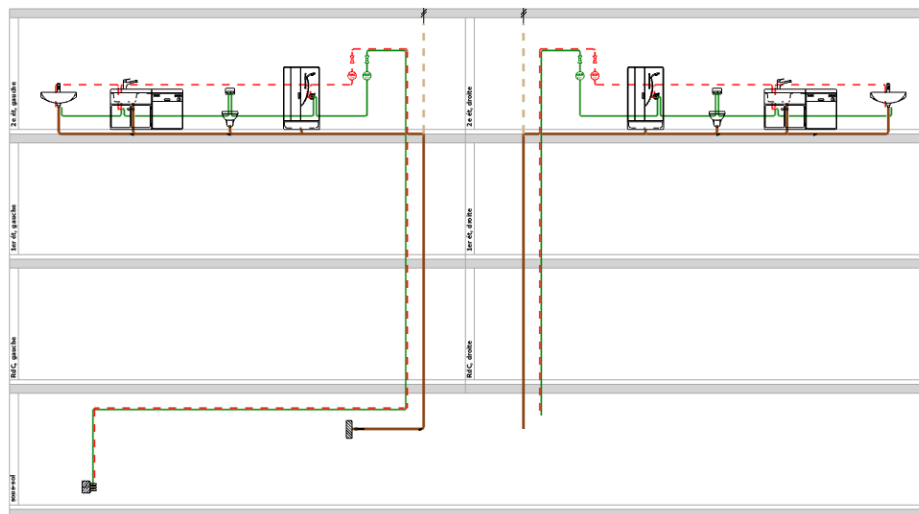 2e ét, gauche
2e ét, droite
1er ét, gauche
1er ét, droite
RdC, gauche
RdC, droite
sous-sol